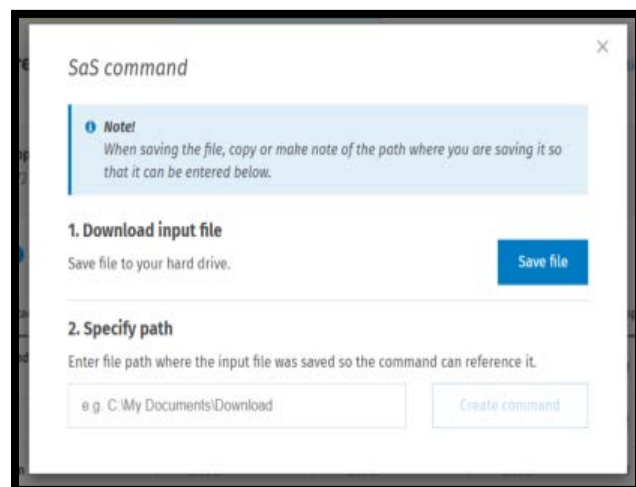 SaS command
Note!
When saving the file, copy or make note of the path where you are saving it so
that it can be entered below.
1. Download input file
Save file to your hard drive.
Save file
2. Specify path
Enter file path where the input file was saved so the command can reference it.
e.g. C:\My Documents\Download
Create command